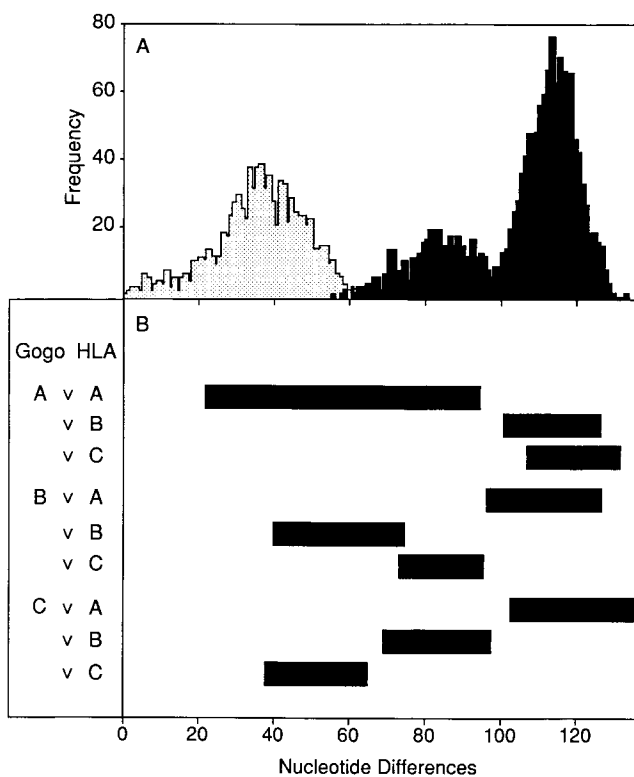 80
60
40
20
Frequency
A
B
Gogo HLA
A v A
v B
v C
B v A
v B
v C
C v A
v B
v C
0 20 40 60 80 100 120
Nucleotide Differences